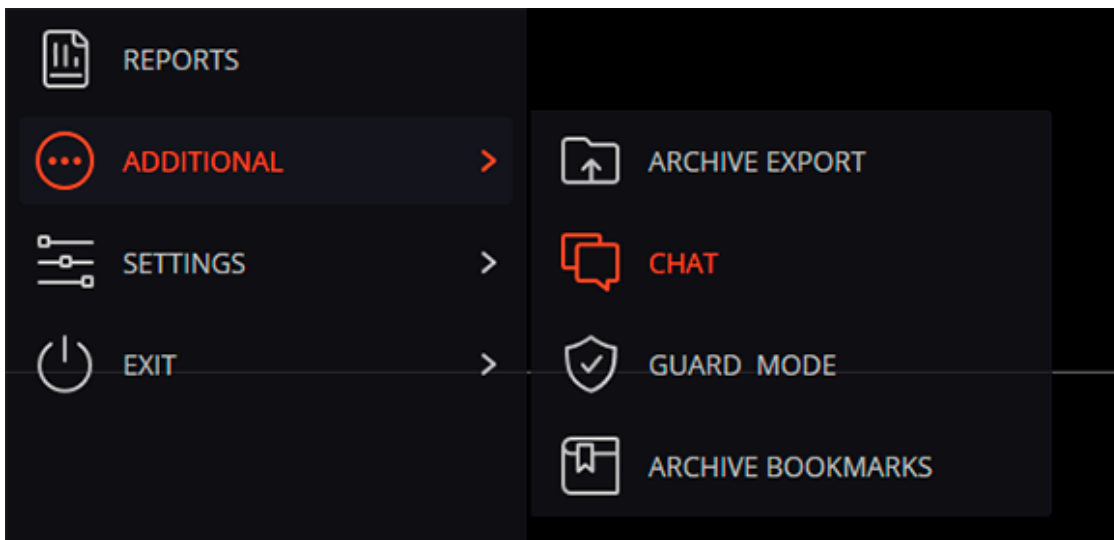 REPORTS
ADDITIONAL
SETTINGS
EXIT
ARCHIVE EXPORT
CHAT
GUARD MODE
ARCHIVE BOOKMARKS